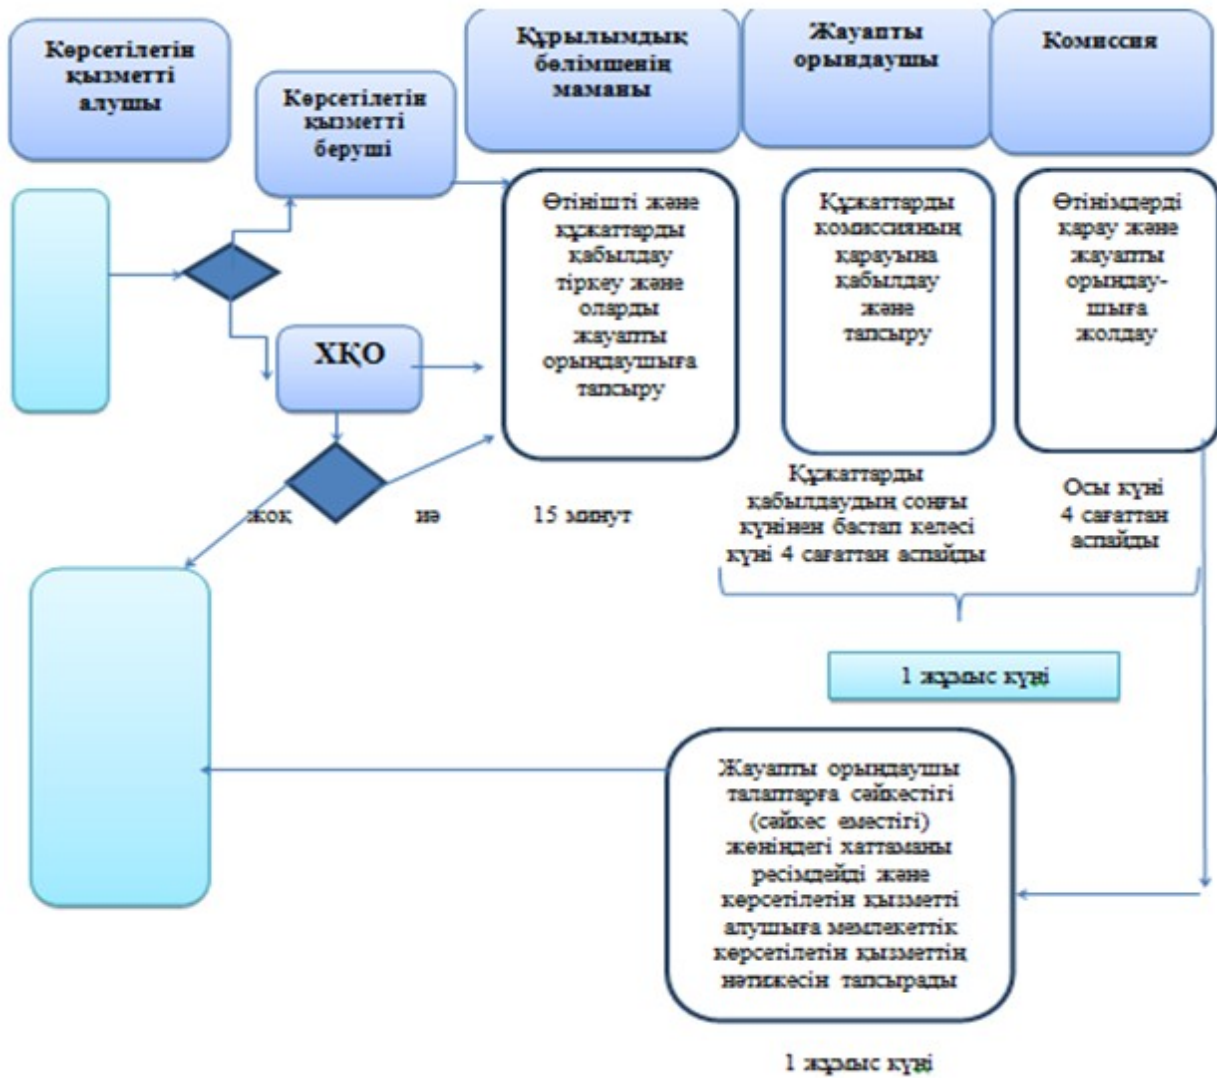 Көрсетілетін
қызметті
алушы
Көрсетілетін
қызметті
беруші
Құрылымдық
бөлімшенің
маманы
Жауапты
орындаушы
Комиссия
Өтінішті және
құжаттарды
қабылдау
тіркеу және
оларды
жауапты
орындаушыға
тапсыру
Құжаттарды
комиссияның
қарауына
қабылдау
және
тапсыру
Өтінімдерді
қарау және
жауапты
орындау-
шыға
жолдау
ХҚО
жоқ
иә
15 минут
Құжаттарды
қабылдаудың соңғы
күнінен бастап келесі
күні 4 сағаттан аспайды
Осы күні
4 сағаттан
аспайды
1 жұмыс күні
Жауапты орындаушы
талаптарға сәйкестігі
(сәйкес еместігі)
жөніндегі хаттаманы
ресімдейді және
көрсетілетін қызметті
алушыға мемлекеттік
көрсетілетін қызметтің
нәтижесін тапсырады
1 жұмыс күні